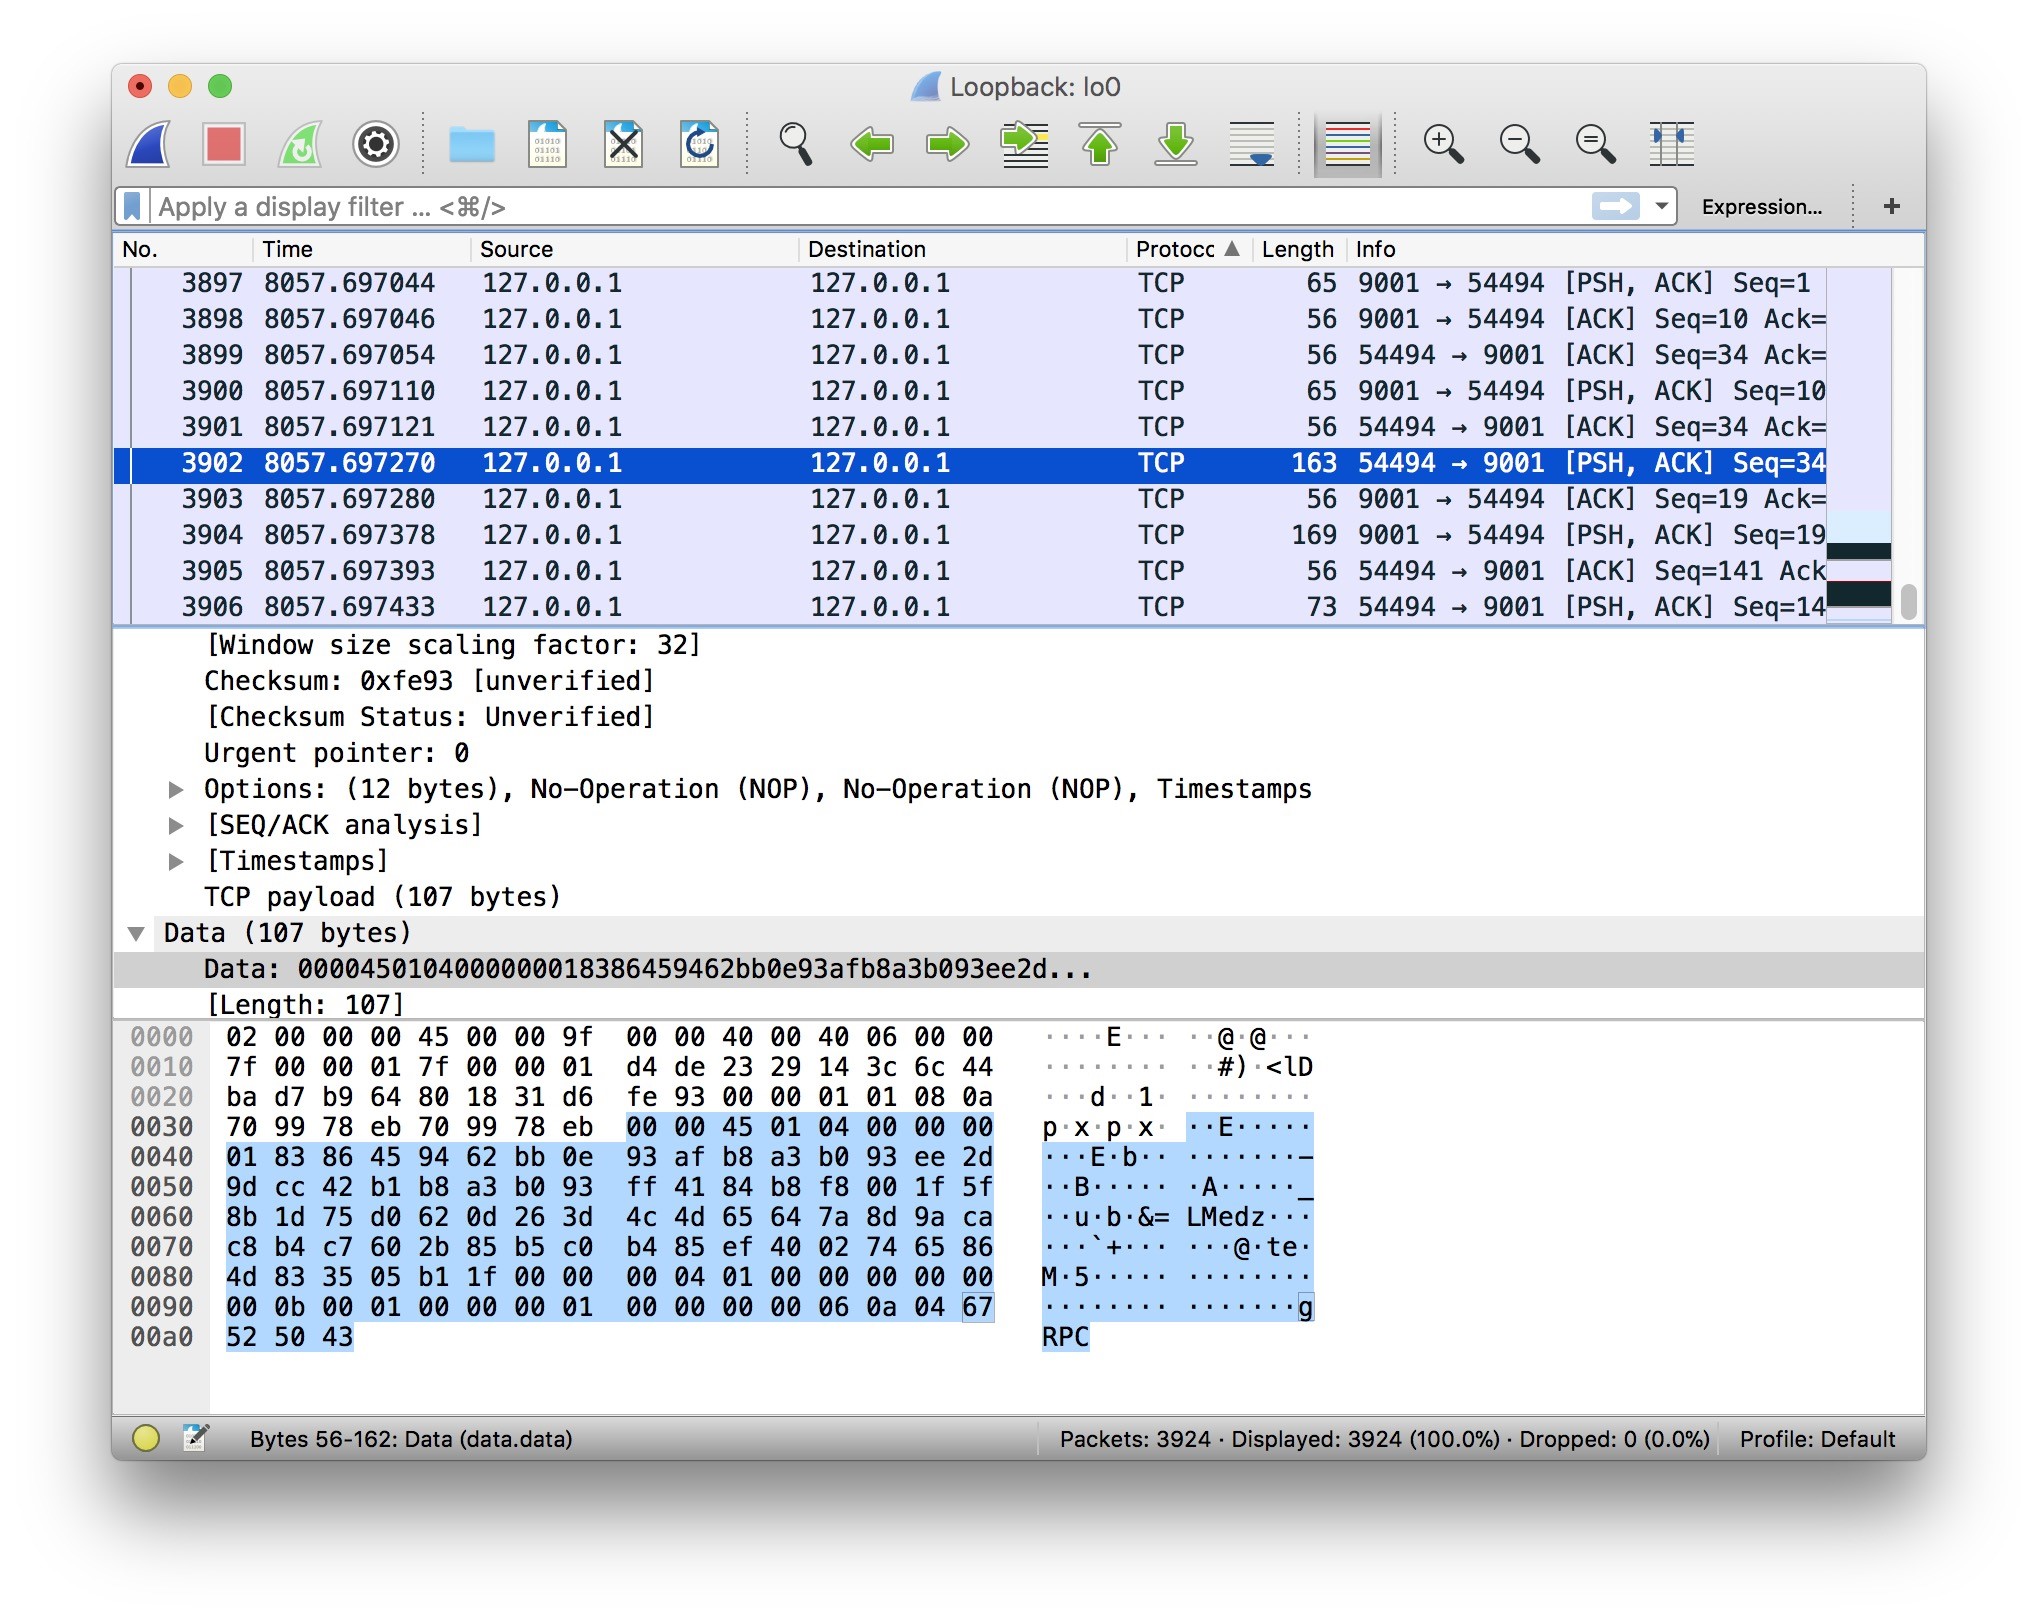 Loopback: lo0
Apply a display filter ... <⌘/> Expression... +
No. Time Source Destination Protocc Length Info
3897 8057.697044 127.0.0.1 127.0.0.1 TCP 65 9001 → 54494 [PSH, ACK] Seq=1
3898 8057.697046 127.0.0.1 127.0.0.1 TCP 56 9001 → 54494 [ACK] Seq=10 Ack=
3899 8057.697054 127.0.0.1 127.0.0.1 TCP 56 54494 → 9001 [ACK] Seq=34 Ack=
3900 8057.697110 127.0.0.1 127.0.0.1 TCP 65 9001 → 54494 [PSH, ACK] Seq=10
3901 8057.697121 127.0.0.1 127.0.0.1 TCP 56 54494 → 9001 [ACK] Seq=34 Ack=
3902 8057.697270 127.0.0.1 127.0.0.1 TCP 163 54494 → 9001 [PSH, ACK] Seq=34
3903 8057.697280 127.0.0.1 127.0.0.1 TCP 56 9001 → 54494 [ACK] Seq=19 Ack=
3904 8057.697378 127.0.0.1 127.0.0.1 TCP 169 9001 → 54494 [PSH, ACK] Seq=19
3905 8057.697393 127.0.0.1 127.0.0.1 TCP 56 54494 → 9001 [ACK] Seq=141 Ack
3906 8057.697433 127.0.0.1 127.0.0.1 TCP 73 54494 → 9001 [PSH, ACK] Seq=14
[Window size scaling factor: 32]
Checksum: 0xfe93 [unverified]
[Checksum Status: Unverified]
Urgent pointer: 0
Options: (12 bytes), No-Operation (NOP), No-Operation (NOP), Timestamps
[SEQ/ACK analysis]
[Timestamps]
TCP payload (107 bytes)
Data (107 bytes)
Data: 000045010400000001838645946​2bb0e93afb8a3b093ee2d...
[Length: 107]
0000 02 00 00 00 45 00 00 9f 00 00 40 00 40 06 00 00 ····E··· ··@·@···
0010 7f 00 00 01 7f 00 00 01 d4 de 23 29 14 3c 6c 44 ········ ··#)·<lD
0020 ba d7 b9 64 80 18 31 d6 fe 93 00 00 01 01 08 0a ···d··1· ········
0030 70 99 78 eb 70 99 78 eb 00 00 45 01 04 00 00 00 p·x·p·x· ··E·····
0040 01 83 86 45 94 62 bb 0e 93 af b8 a3 b0 93 ee 2d ···E·b·· ·······-
0050 9d cc 42 b1 b8 a3 b0 93 ff 41 84 b8 f8 00 1f 5f ··B····· ·A·····_
0060 8b 1d 75 d0 62 0d 26 3d 4c 4d 65 64 7a 8d 9a ca ··u·b·&= LMedz···
0070 c8 b4 c7 60 2b 85 b5 c0 b4 85 ef 40 02 74 65 86 ···`+··· ···@·te·
0080 4d 83 35 05 b1 1f 00 00 00 04 01 00 00 00 00 00 M·5····· ········
0090 00 0b 00 01 00 00 00 01 00 00 00 00 06 0a 04 67 ········ ·······g
00a0 52 50 43 RPC
Bytes 56-162: Data (data.data) Packets: 3924 · Displayed: 3924 (100.0%) · Dropped: 0 (0.0%) Profile: Default